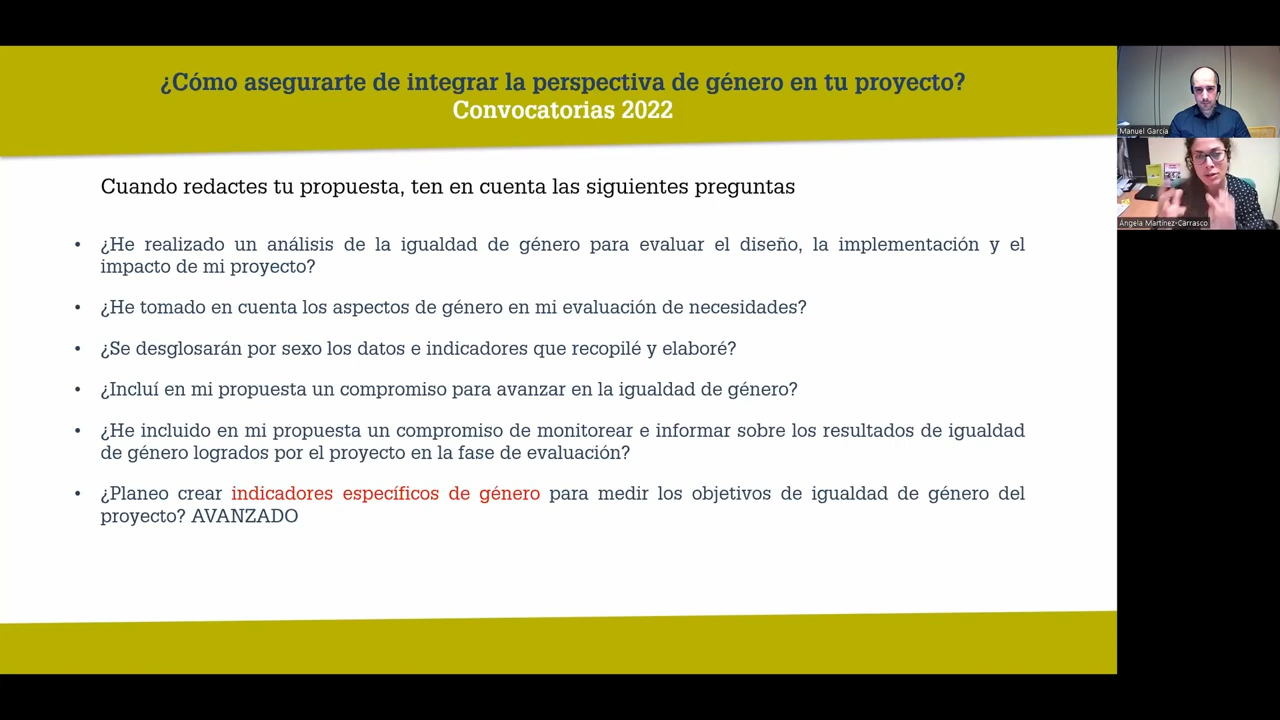 ¿Cómo asegurarte de integrar la perspectiva de género en tu proyecto?
Convocatorias 2022
Cuando redactes tu propuesta, ten en cuenta las siguientes preguntas
• ¿He realizado un análisis de la igualdad de género para evaluar el diseño, la implementación y el
impacto de mi proyecto?
• ¿He tomado en cuenta los aspectos de género en mi evaluación de necesidades?
• ¿Se desglosarán por sexo los datos e indicadores que recopilé y elaboré?
• ¿Incluí en mi propuesta un compromiso para avanzar en la igualdad de género?
• ¿He incluido en mi propuesta un compromiso de monitorear e informar sobre los resultados de igualdad
de género logrados por el proyecto en la fase de evaluación?
• ¿Planeo crear indicadores específicos de género para medir los objetivos de igualdad de género del
proyecto? AVANZADO
Manuel García
Angela Martínez-Carrasco